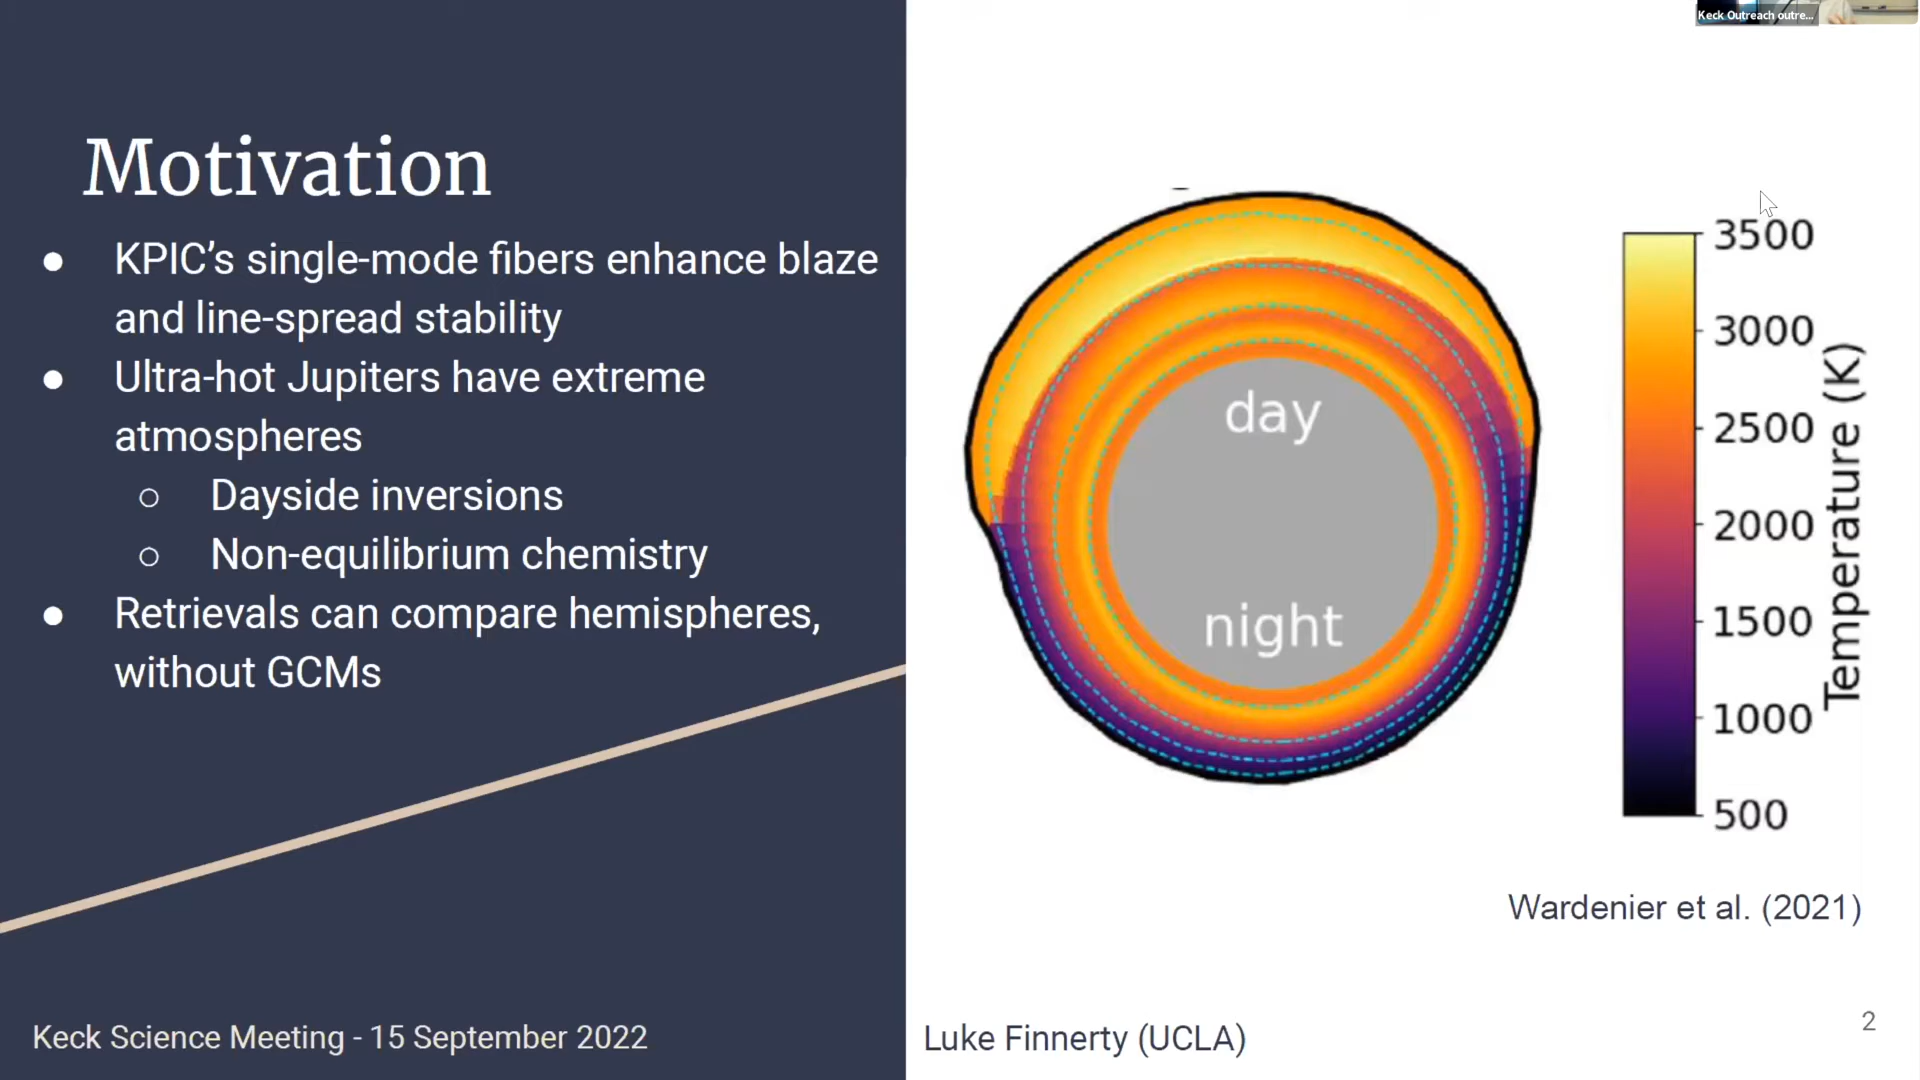 Keck Outreach outre...
Motivation
● KPIC’s single-mode fibers enhance blaze
and line-spread stability
● Ultra-hot Jupiters have extreme
atmospheres
○ Dayside inversions
○ Non-equilibrium chemistry
● Retrievals can compare hemispheres,
without GCMs
day
night
3500
3000
2500
2000
1500
1000
500
Temperature (K)
Wardenier et al. (2021)
Keck Science Meeting - 15 September 2022
Luke Finnerty (UCLA)
2